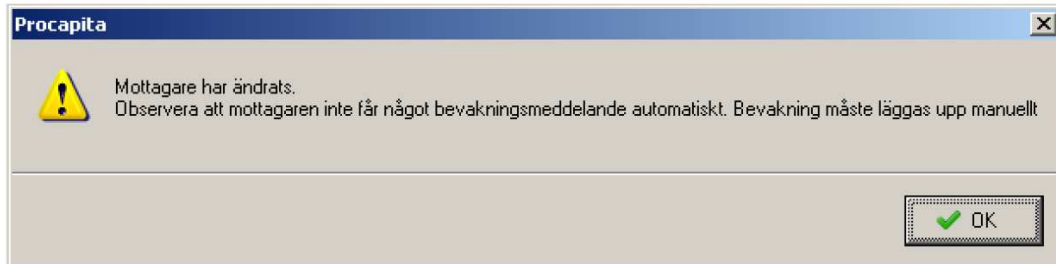 Procapita
Mottagare har ändrats.
Observera att mottagaren inte får något bevakningsmeddelande automatiskt. Bevakning måste läggas upp manuellt
OK